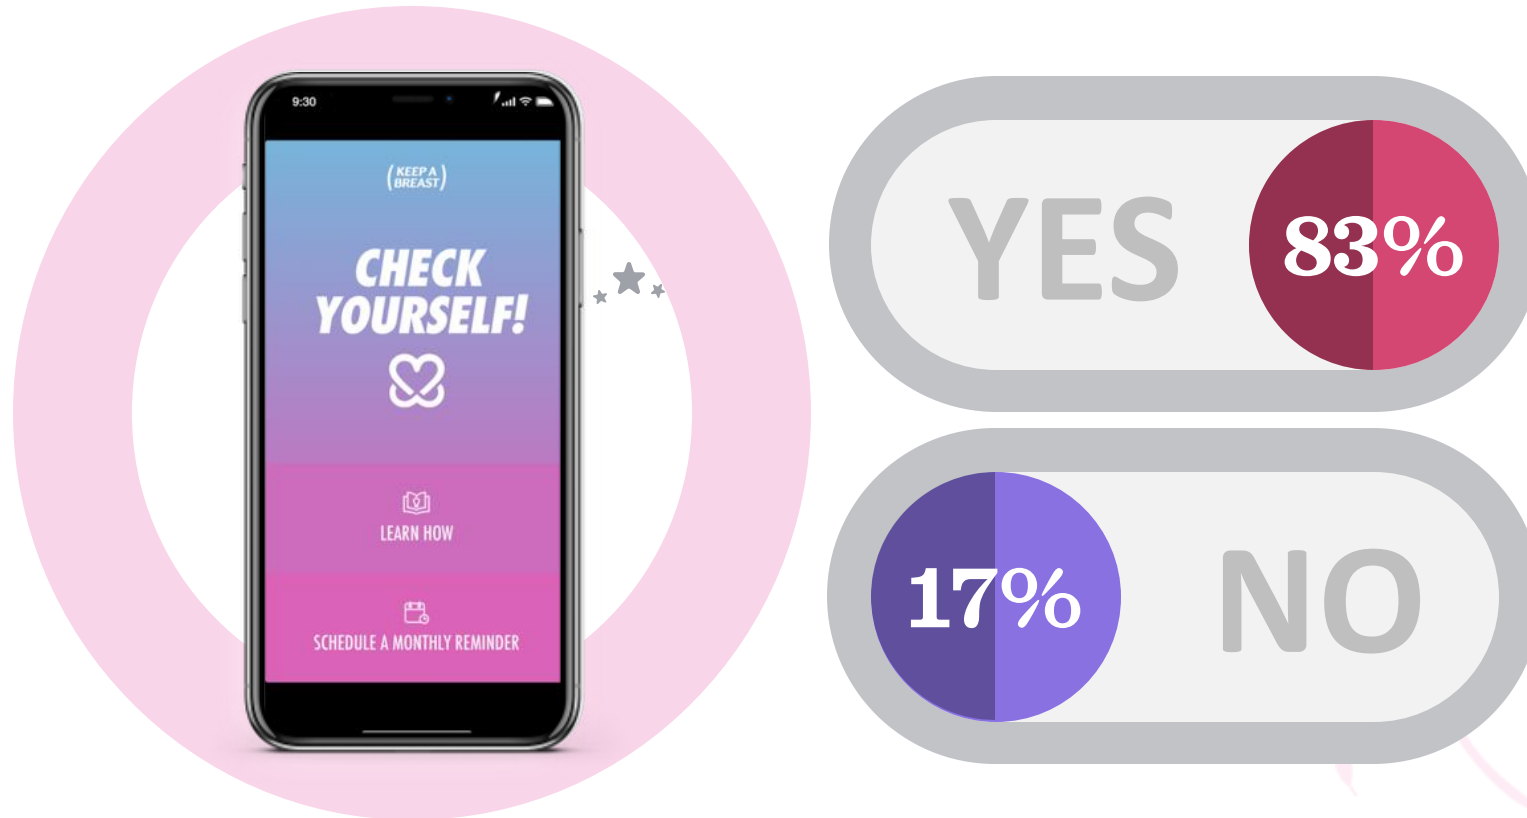 9:30
(KEEP A
BREAST)
CHECK
YOURSELF!
LEARN HOW
SCHEDULE A MONTHLY REMINDER
YES
83%
17%
NO